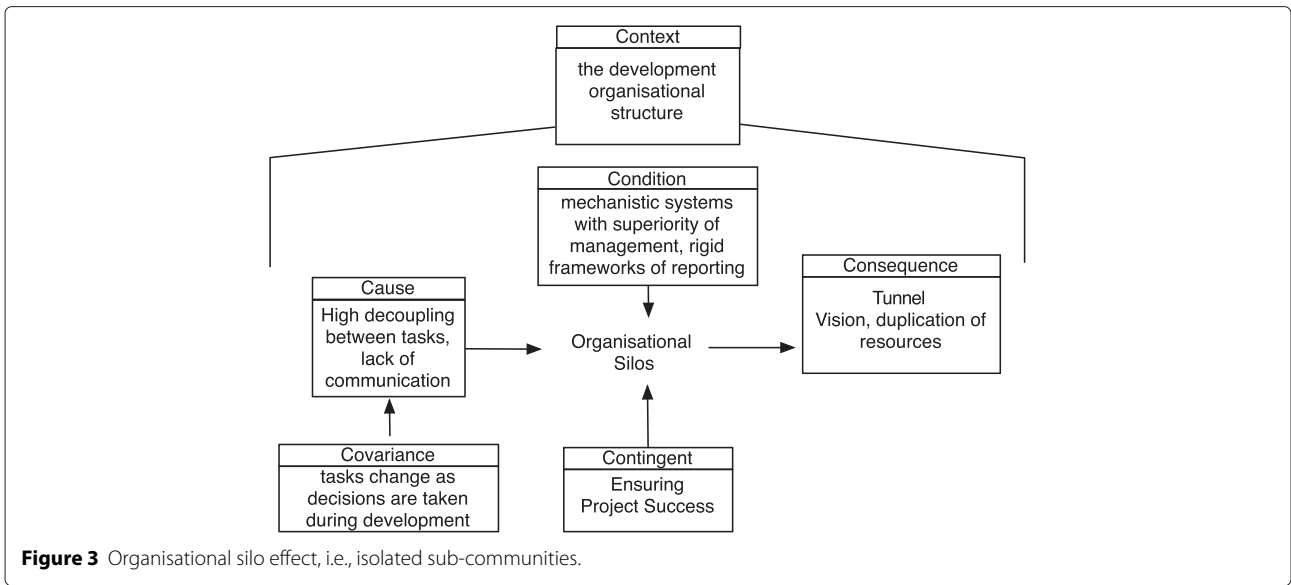 Context
the development
organisational
structure
Condition
mechanistic systems
with superiority of
management, rigid
frameworks of reporting
Cause
High decoupling
between tasks,
lack of
communication
Organisational
Silos
Consequence
Tunnel
Vision, duplication of
resources
Covariance
tasks change as
decisions are taken
during development
Contingent
Ensuring
Project Success
Figure 3 Organisational silo effect, i.e., isolated sub-communities.